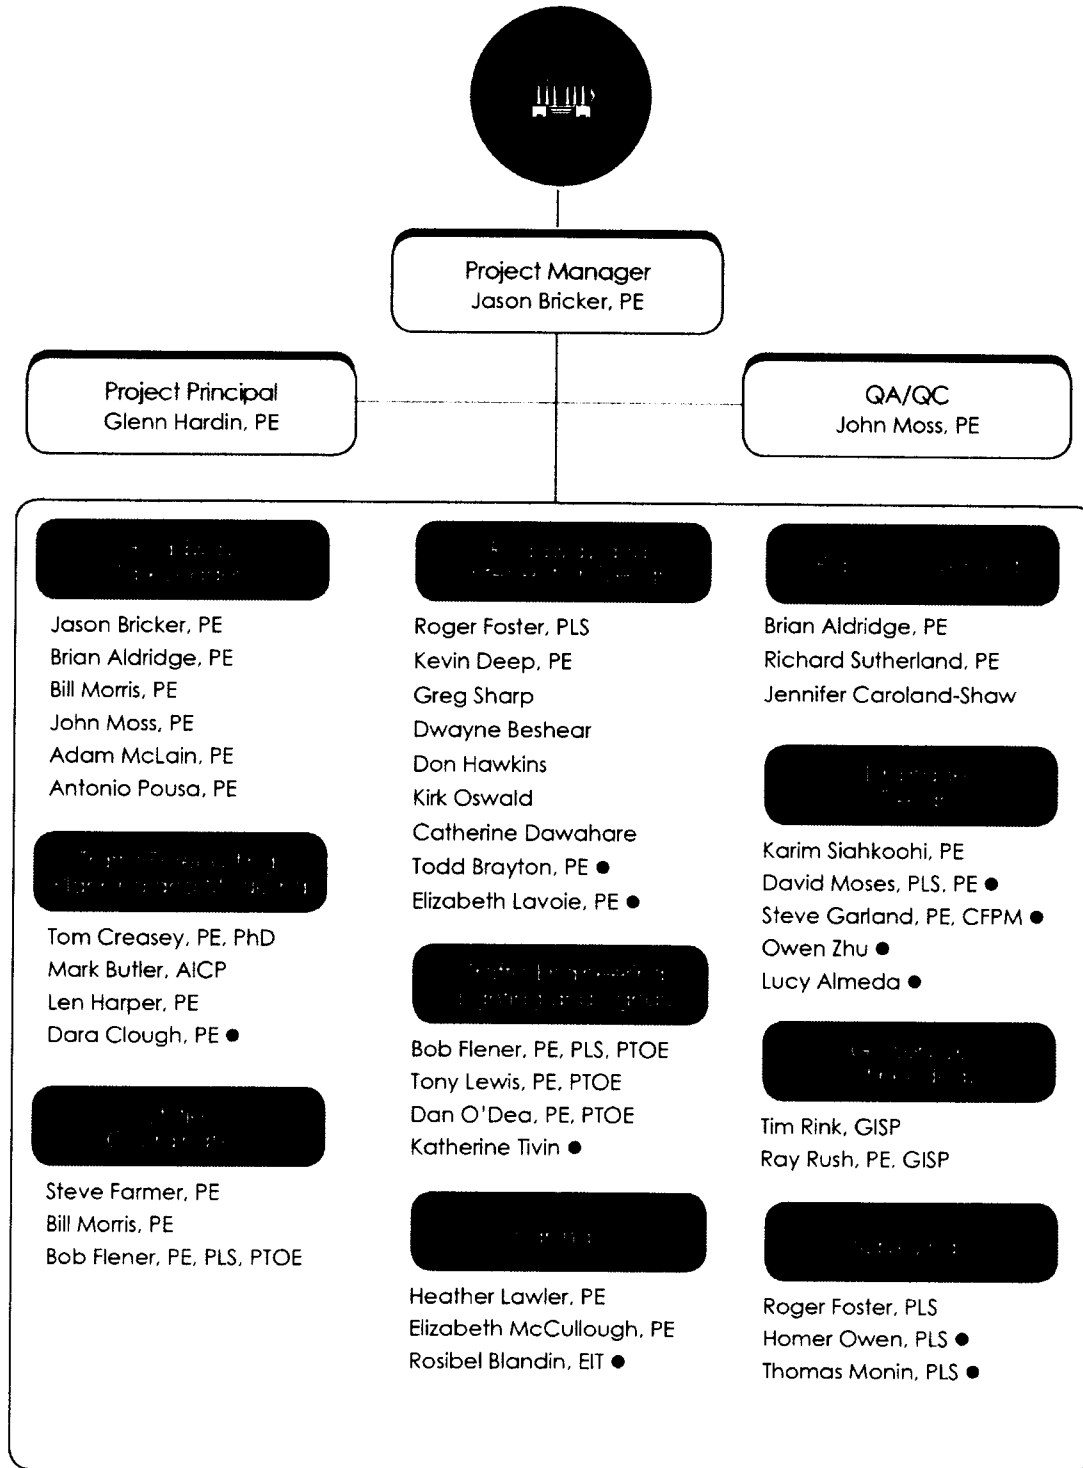 Project Manager
Jason Bricker, PE
Project Principal
Glenn Hardin, PE
QA/QC
John Moss, PE
Jason Bricker, PE
Brian Aldridge, PE
Bill Morris, PE
John Moss, PE
Adam McLain, PE
Antonio Pousa, PE
Tom Creasey, PE, PhD
Mark Butler, AICP
Len Harper, PE
Dara Clough, PE ●
Steve Farmer, PE
Bill Morris, PE
Bob Flener, PE, PLS, PTOE
Roger Foster, PLS
Kevin Deep, PE
Greg Sharp
Dwayne Beshear
Don Hawkins
Kirk Oswald
Catherine Dawahare
Todd Brayton, PE ●
Elizabeth Lavoie, PE ●
Traffic Engineering
Bob Flener, PE, PLS, PTOE
Tony Lewis, PE, PTOE
Dan O'Dea, PE, PTOE
Katherine Tivin ●
Heather Lawler, PE
Elizabeth McCullough, PE
Rosibel Blandin, EIT ●
Brian Aldridge, PE
Richard Sutherland, PE
Jennifer Caroland-Shaw
Karim Siahkoohi, PE
David Moses, PLS, PE ●
Steve Garland, PE, CFPM ●
Owen Zhu ●
Lucy Almeda ●
Tim Rink, GISP
Ray Rush, PE, GISP
Roger Foster, PLS
Homer Owen, PLS ●
Thomas Monin, PLS ●